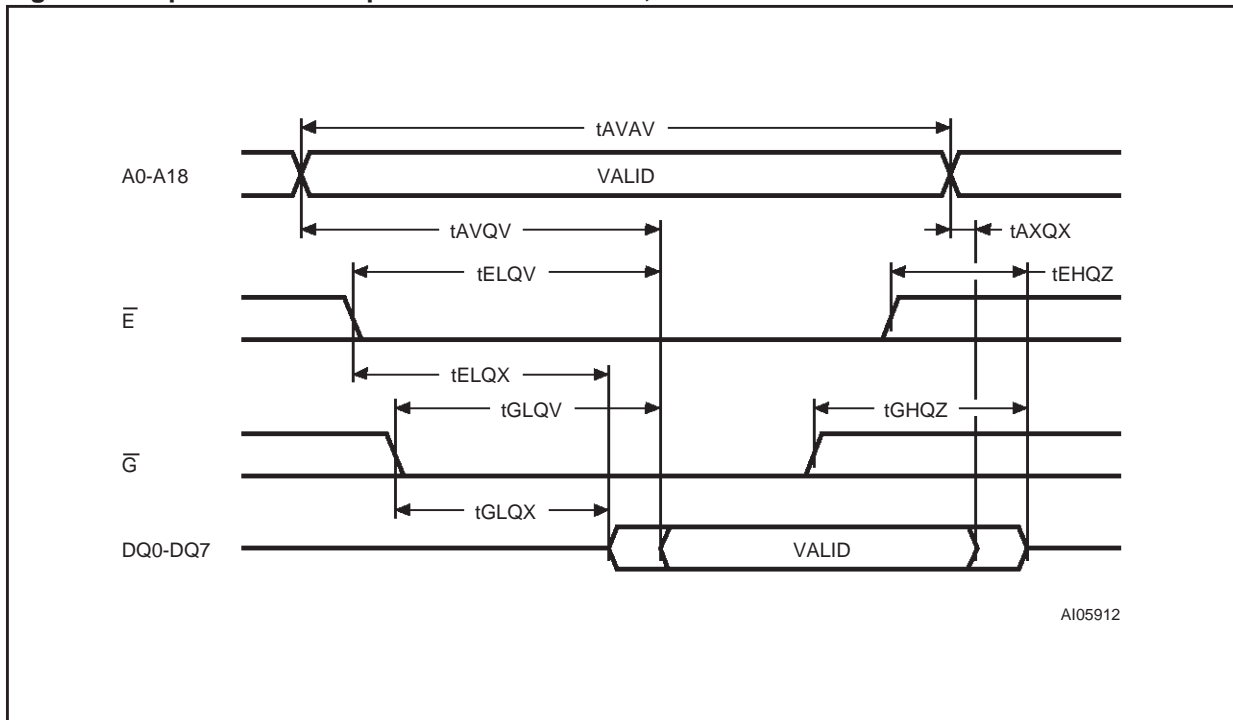 tAVAV
A0-A18
VALID
tAVQV
tAXQX
tELQV
tEHQZ
E̅
tELQX
tGLQV
tGHQZ
G̅
tGLQX
DQ0-DQ7
VALID
AI05912